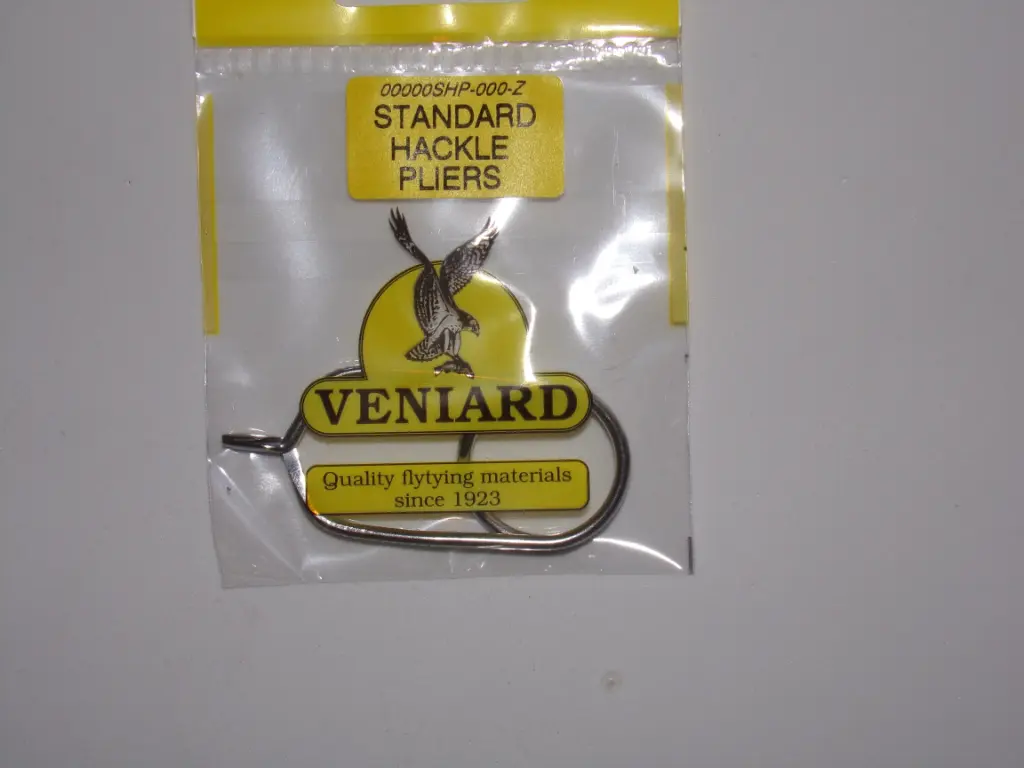 00000SHP-000-Z
STANDARD
HACKLE
PLIERS
VENIARD
Quality flytying materials
since 1923